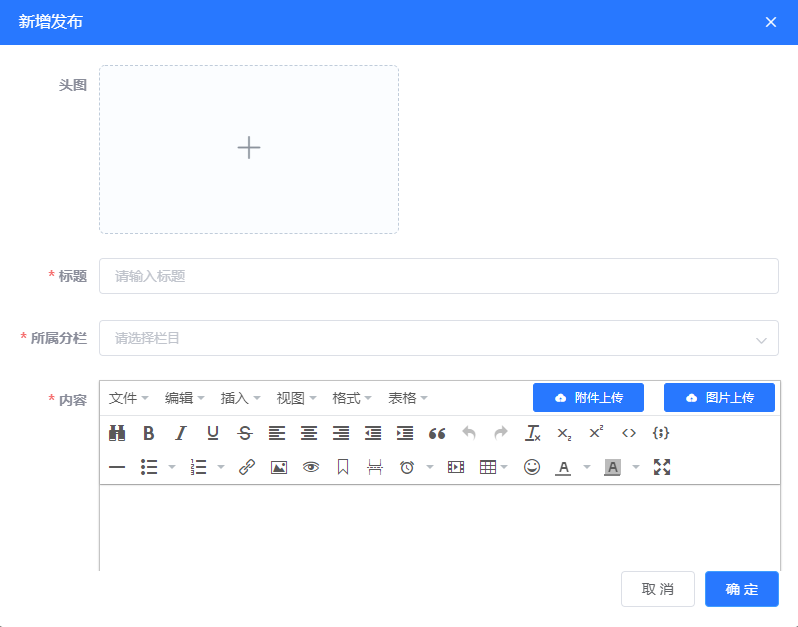 新增发布
头图
* 标题 请输入标题
* 所属分栏 请选择栏目
* 内容 文件 编辑 插入 视图 格式 表格 附件上传 图片上传
取 消 确 定